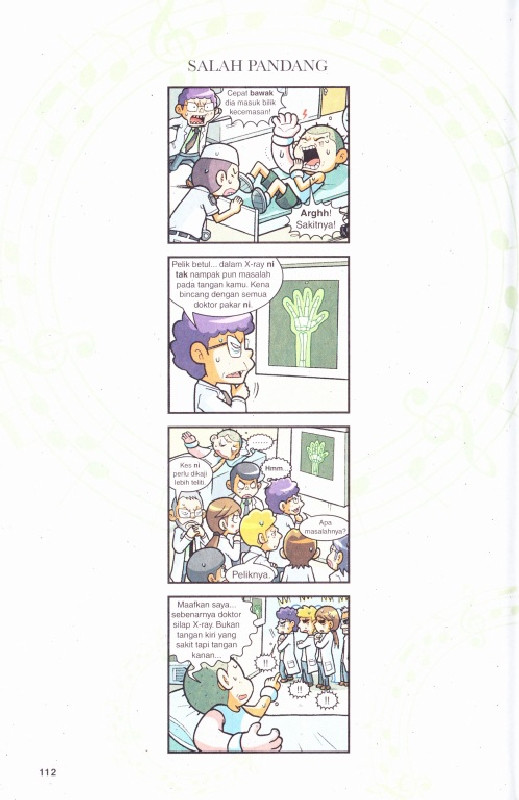 SALAH PANDANG
Cepat bawak,
dia masuk bilik
kecemasan!
Arghh!
Sakitnya!
Pelik betul... dalam X-ray ni
tak nampak pun masalah
pada tangan kamu. Kena
bincang dengan semua
doktor pakar ni.
.......
Kes ni
perlu dikaji
lebih teliti.
Hmm...
Apa
masalahnya?
Peliknya.
Maafkan saya...
sebenarnya doktor
silap X-ray. Bukan
tangan kiri yang
sakit tapi tangan
kanan...
!!
!!
!!
112